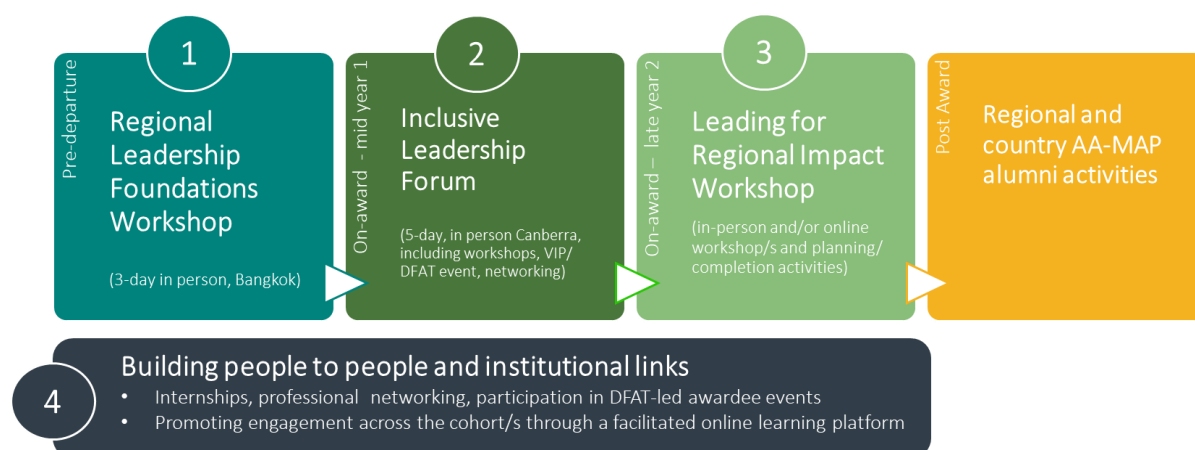 1
Pre-departure
Regional
Leadership
Foundations
Workshop
(3-day in person, Bangkok)
2
On-award - mid year 1
Inclusive
Leadership
Forum
(5-day, in person Canberra,
including workshops, VIP/
DFAT event, networking)
3
On-award – late year 2
Leading for
Regional Impact
Workshop
(in-person and/or online
workshop/s and planning/
completion activities)
Post Award
Regional and
country AA-MAP
alumni activities
4
Building people to people and institutional links
• Internships, professional networking, participation in DFAT-led awardee events
• Promoting engagement across the cohort/s through a facilitated online learning platform